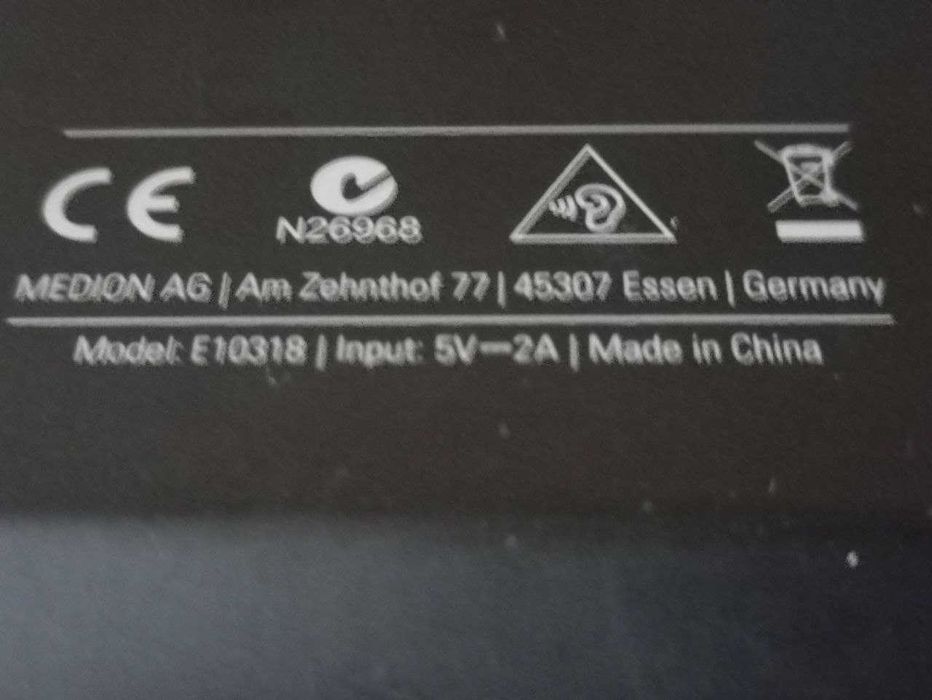 CE
N26968
MEDION AG | Am Zehnthof 77 | 45307 Essen | Germany
Model: E10318 | Input: 5V⎓2A | Made in China